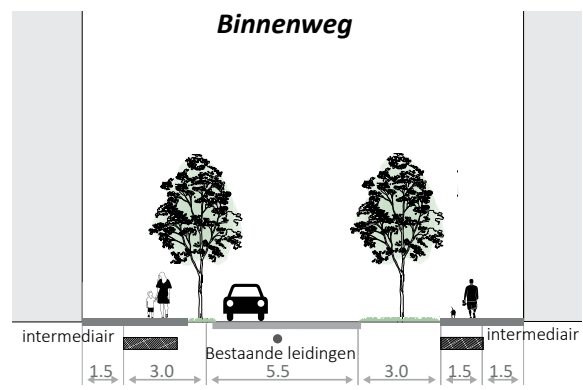 Binnenweg
intermediair
intermediair
Bestaande leidingen
1.5 3.0 5.5 3.0 1.5 1.5